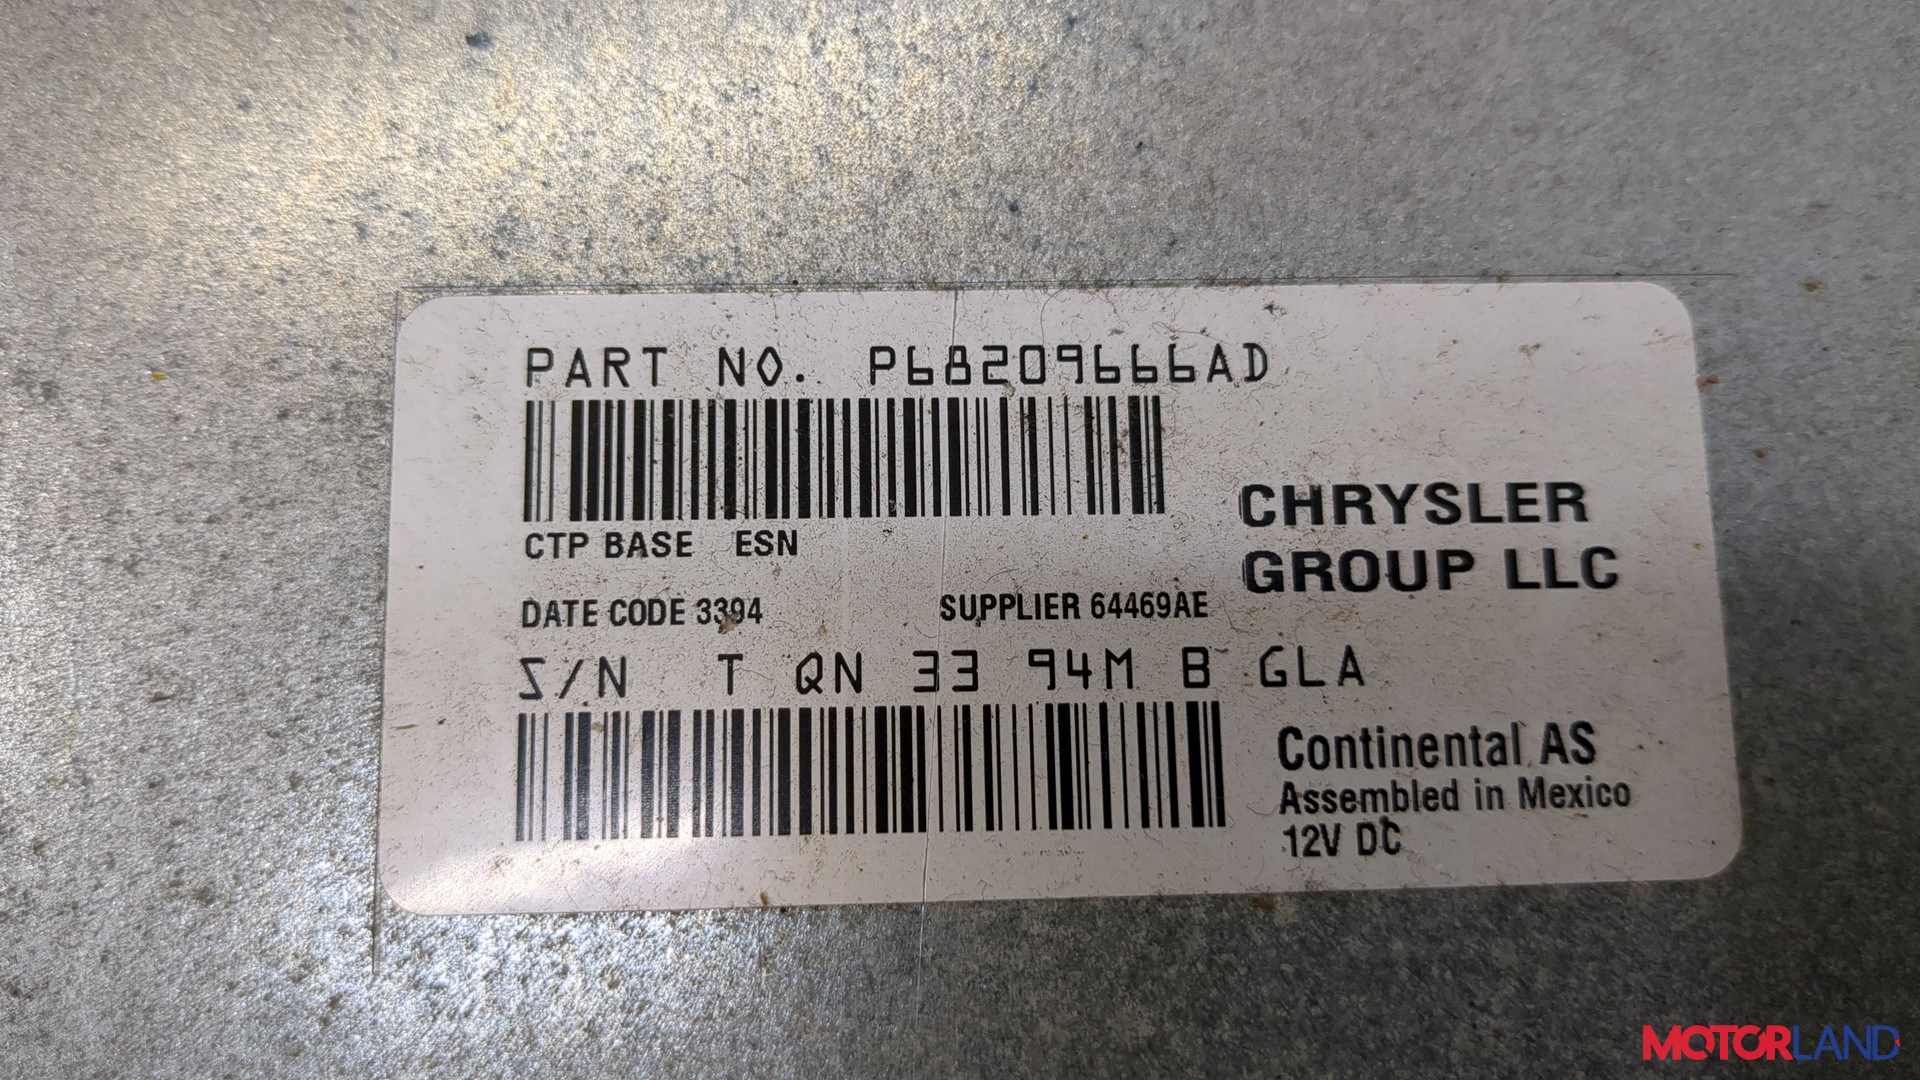 PART NO. P68209666AD
CTP BASE ESN
CHRYSLER
GROUP LLC
DATE CODE 3394 SUPPLIER 64469AE
S/N T QN 33 94M B GLA
Continental AS
Assembled in Mexico
12V DC
MOTORLAND